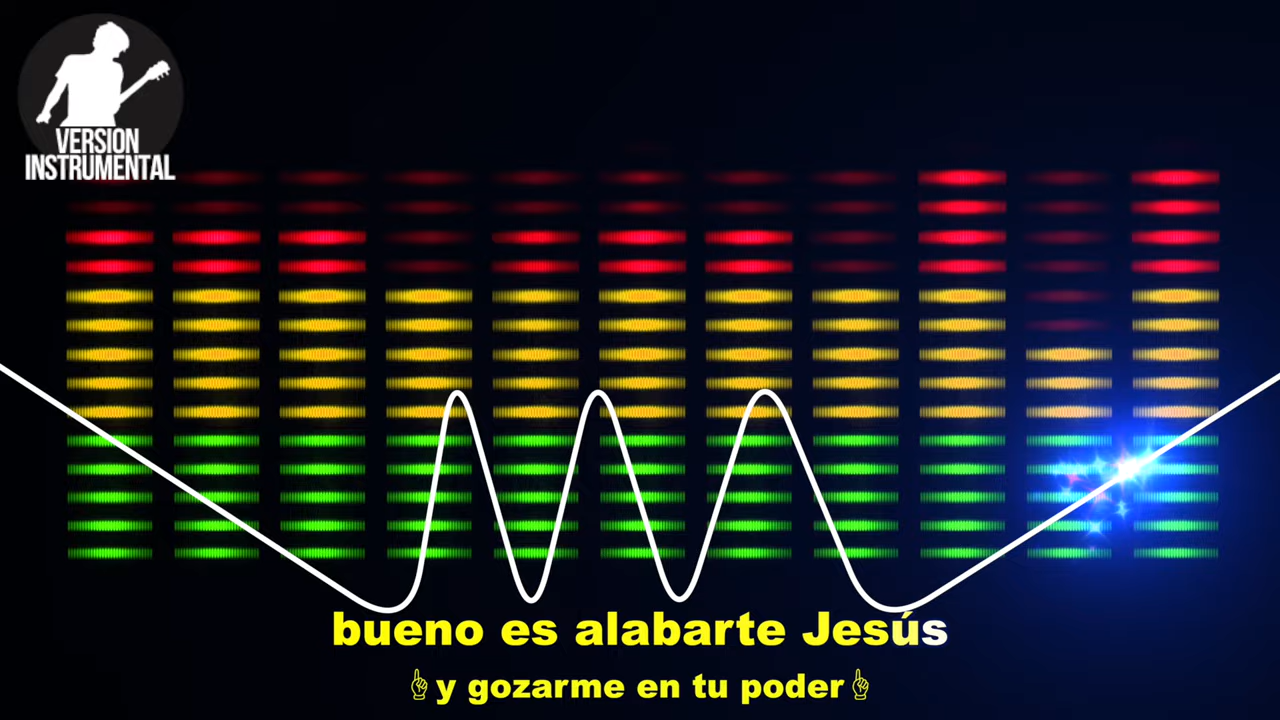 VERSION
INSTRUMENTAL
bueno es alabarte Jesús
☝y gozarme en tu poder☝